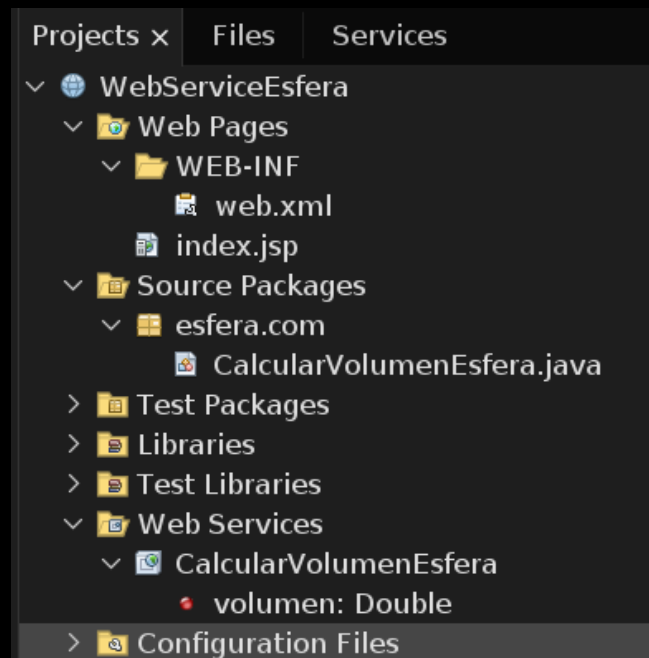 Projects × Files Services
WebServiceEsfera
Web Pages
WEB-INF
web.xml
index.jsp
Source Packages
esfera.com
CalcularVolumenEsfera.java
Test Packages
Libraries
Test Libraries
Web Services
CalcularVolumenEsfera
volumen: Double
Configuration Files